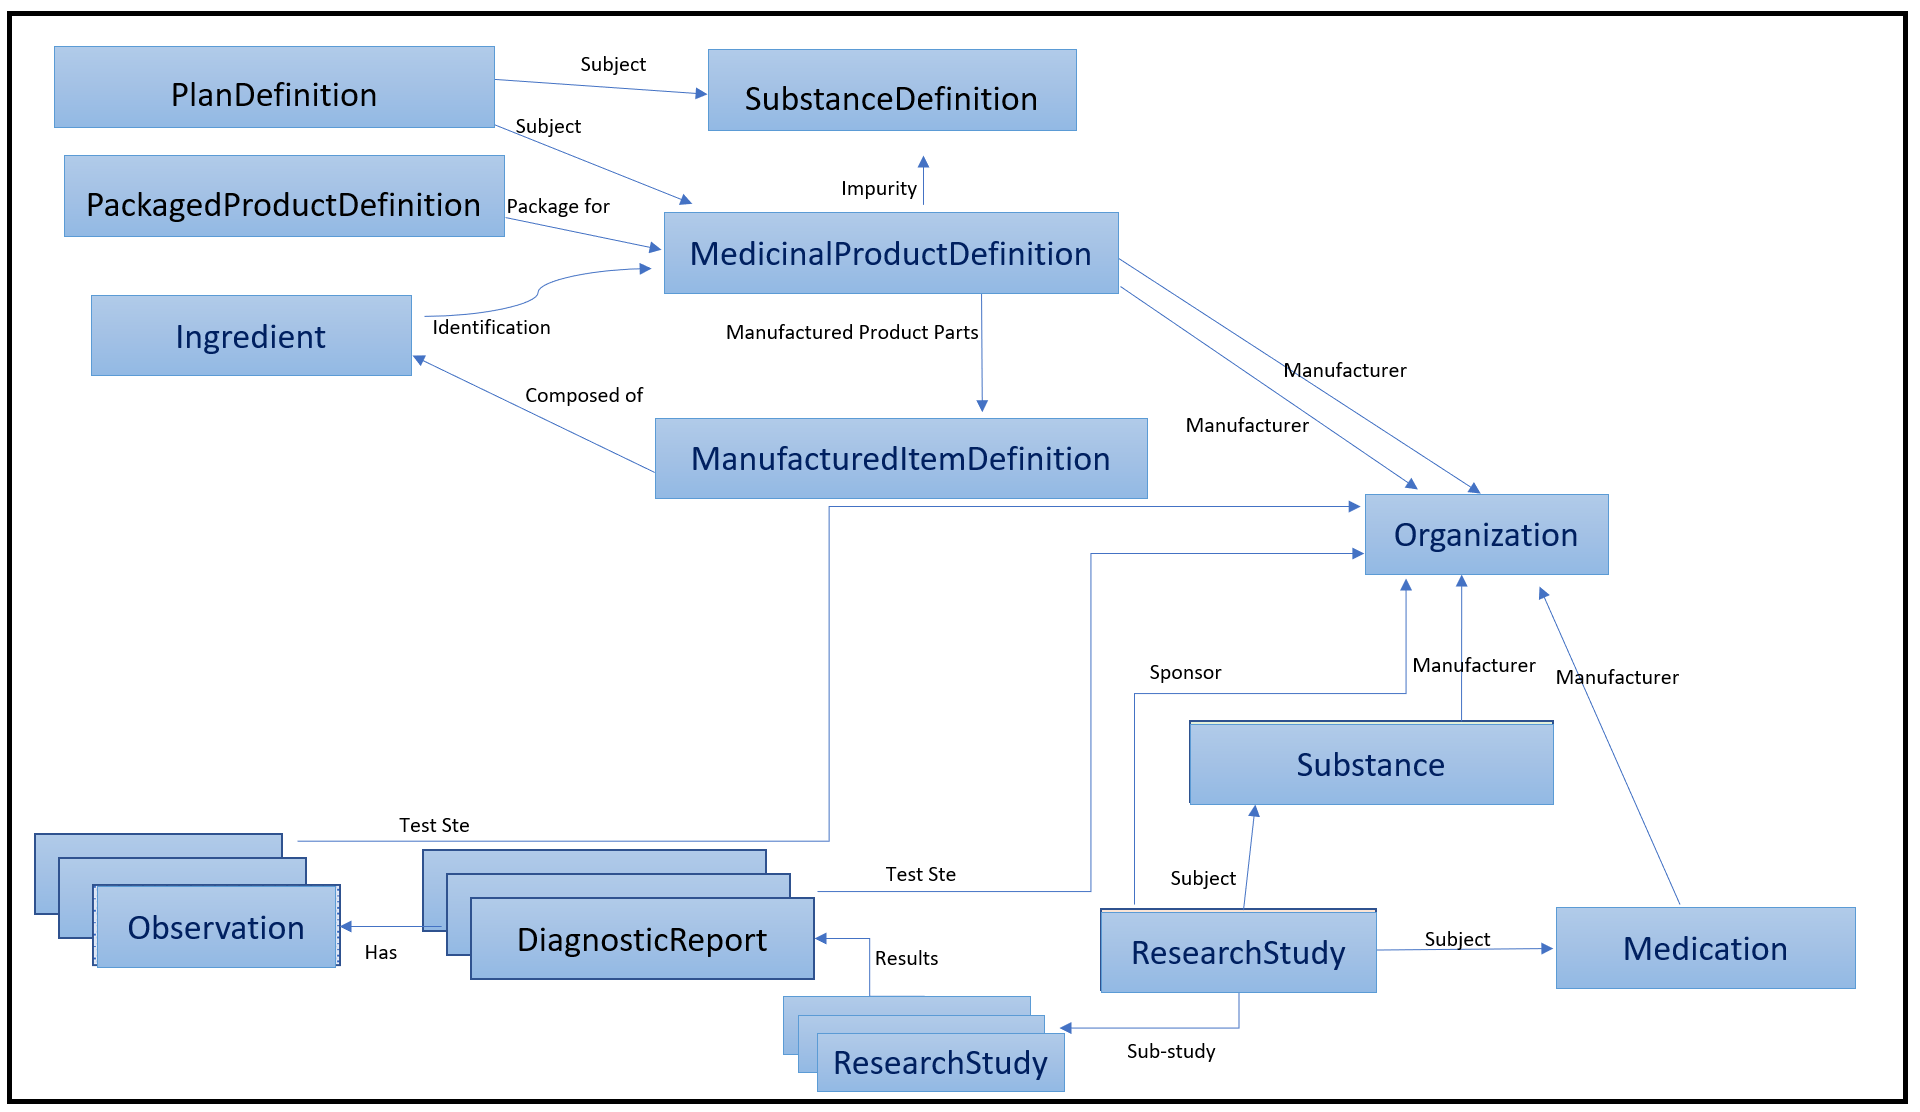 Subject
PlanDefinition
SubstanceDefinition
Subject
Impurity
PackagedProductDefinition
Package for
MedicinalProductDefinition
Identification
Ingredient
Manufactured Product Parts
Manufacturer
Composed of
Manufacturer
ManufacturedItemDefinition
Organization
Sponsor
Manufacturer
Manufacturer
Substance
Test Ste
Test Ste
Subject
Observation
Has
DiagnosticReport
Results
ResearchStudy
Subject
Medication
Sub-study
ResearchStudy